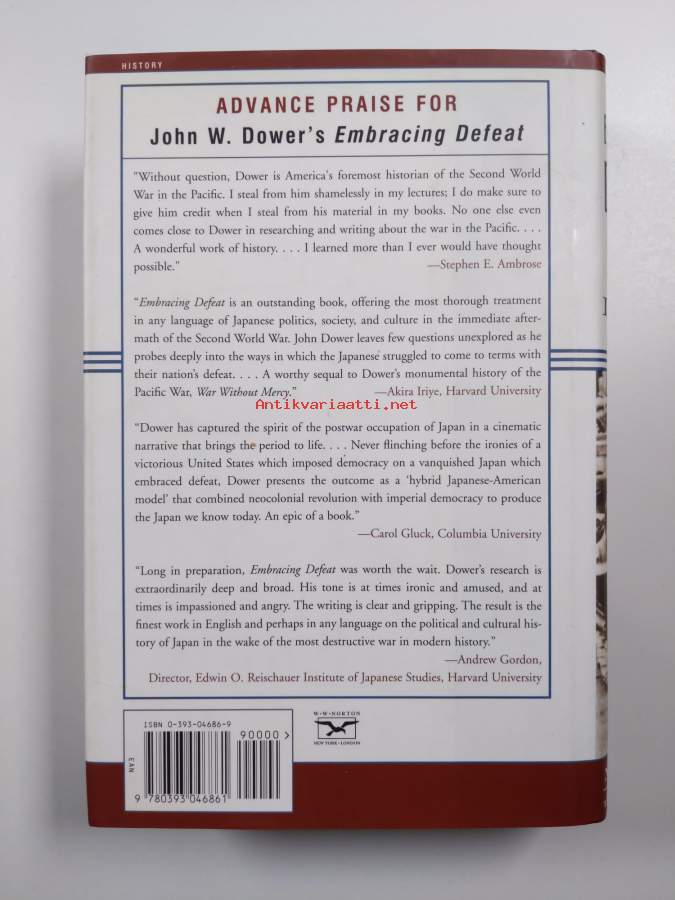 HISTORY
ADVANCE PRAISE FOR
John W. Dower's Embracing Defeat
"Without question, Dower is America's foremost historian of the Second World
War in the Pacific. I steal from him shamelessly in my lectures; I do make sure to
give him credit when I steal from his material in my books. No one else even
comes close to Dower in researching and writing about the war in the Pacific. . . .
A wonderful work of history. . . . I learned more than I ever would have thought
possible."
—Stephen E. Ambrose
"Embracing Defeat is an outstanding book, offering the most thorough treatment
in any language of Japanese politics, society, and culture in the immediate after-
math of the Second World War. John Dower leaves few questions unexplored as he
probes deeply into the ways in which the Japanese struggled to come to terms with
their nation's defeat. . . . A worthy sequal to Dower's monumental history of the
Pacific War, War Without Mercy."
—Akira Iriye, Harvard University
Antikvariaatti.net
"Dower has captured the spirit of the postwar occupation of Japan in a cinematic
narrative that brings the period to life. . . . Never flinching before the ironies of a
victorious United States which imposed democracy on a vanquished Japan which
embraced defeat, Dower presents the outcome as a 'hybrid Japanese-American
model' that combined neocolonial revolution with imperial democracy to produce
the Japan we know today. An epic of a book."
—Carol Gluck, Columbia University
"Long in preparation, Embracing Defeat was worth the wait. Dower's research is
extraordinarily deep and broad. His tone is at times ironic and amused, and at
times is impassioned and angry. The writing is clear and gripping. The result is the
finest work in English and perhaps in any language on the political and cultural his-
tory of Japan in the wake of the most destructive war in modern history."
—Andrew Gordon,
Director, Edwin O. Reischauer Institute of Japanese Studies, Harvard University
ISBN 0-393-04686-9
90000>
EAN
9 780393 046861
W·W·NORTON
NEW YORK·LONDON